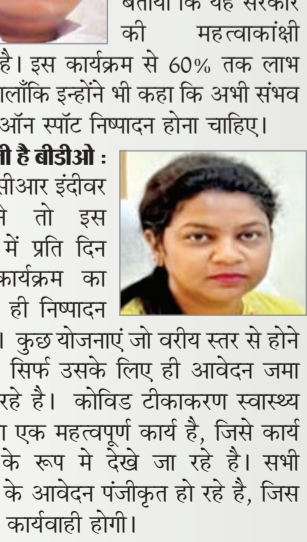 बताया कि यह सरकार
की महत्वाकांक्षी
है। इस कार्यक्रम से 60% तक लाभ
कि इन्होंने भी कहा कि अभी संभव
ऑन स्पॉट निष्पादन होना चाहिए।
है बीडीओ :
सीआर इंदीवर
तो इस
में प्रति दिन
कार्यक्रम का
ही निष्पादन
। कुछ योजनाएं जो वरीय स्तर से होने
सिर्फ उसके लिए ही आवेदन जमा
रहे है। कोविड टीकाकरण स्वास्थ्य
एक महत्वपूर्ण कार्य है, जिसे कार्य
के रूप मे देखे जा रहे है। सभी
के आवेदन पंजीकृत हो रहे है, जिस
कार्यवाही होगी।